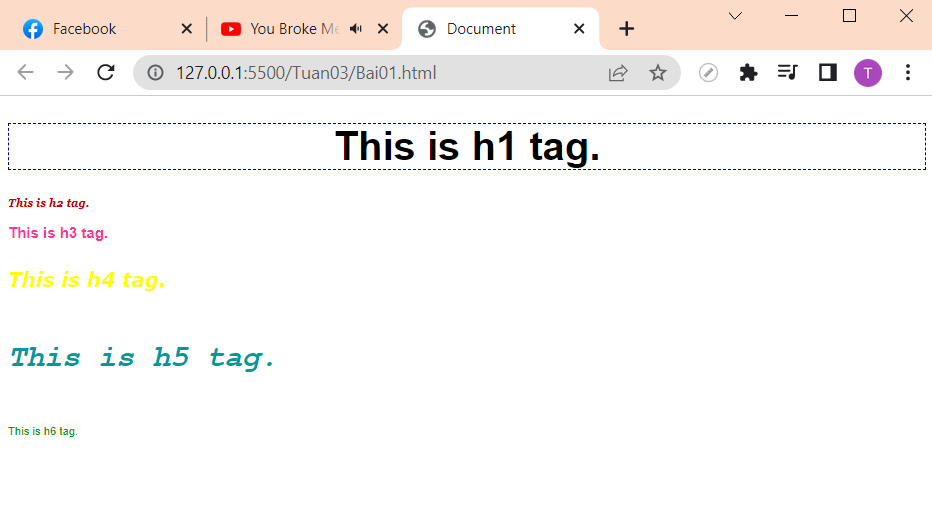 Facebook
You Broke Me
Document
127.0.0.1:5500/Tuan03/Bai01.html
T
This is h1 tag.
This is h2 tag.
This is h3 tag.
This is h4 tag.
This is h5 tag.
This is h6 tag.